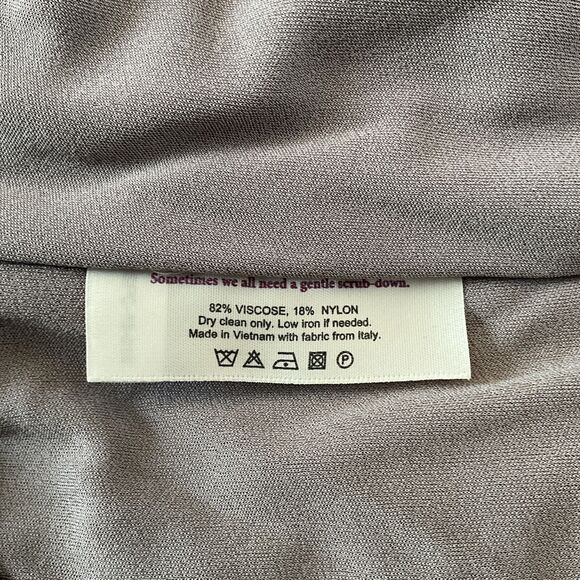 Sometimes we all need a gentle scrub-down.
82% VISCOSE, 18% NYLON
Dry clean only. Low iron if needed.
Made in Vietnam with fabric from Italy.
P